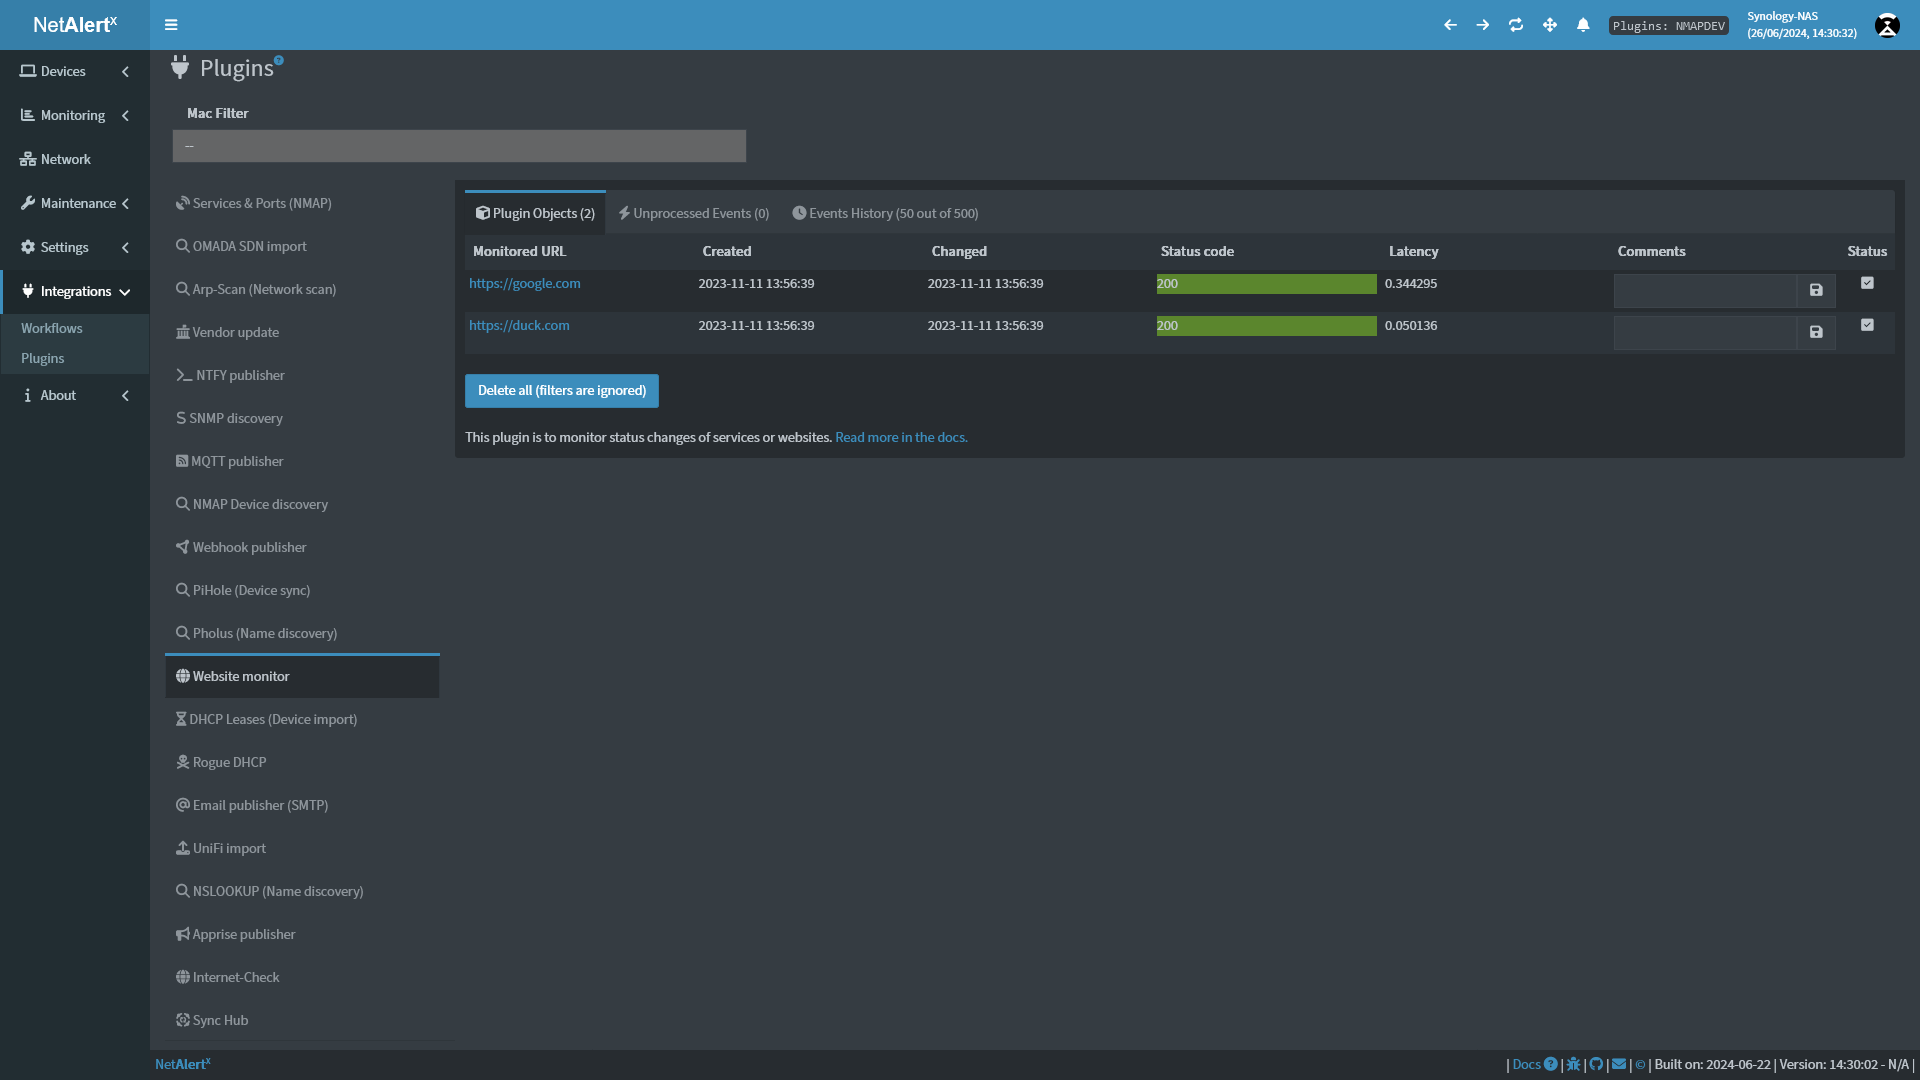 NetAlertx
Plugins: NMAPDEV
Synology-NAS
(26/06/2024, 14:30:32)
Devices
Monitoring
Network
Maintenance
Settings
Integrations
Workflows
Plugins
About
Plugins
Mac Filter
--
Services & Ports (NMAP)
OMADA SDN import
Arp-Scan (Network scan)
Vendor update
NTFY publisher
SNMP discovery
MQTT publisher
NMAP Device discovery
Webhook publisher
PiHole (Device sync)
Pholus (Name discovery)
Website monitor
DHCP Leases (Device import)
Rogue DHCP
Email publisher (SMTP)
UniFi import
NSLOOKUP (Name discovery)
Apprise publisher
Internet-Check
Sync Hub
Plugin Objects (2) Unprocessed Events (0) Events History (50 out of 500)
Monitored URL Created Changed Status code Latency Comments Status
https://google.com 2023-11-11 13:56:39 2023-11-11 13:56:39 200 0.344295
https://duck.com 2023-11-11 13:56:39 2023-11-11 13:56:39 200 0.050136
Delete all (filters are ignored)
This plugin is to monitor status changes of services or websites. Read more in the docs.
NetAlertx
| Docs | | | | © | Built on: 2024-06-22 | Version: 14:30:02 - N/A |